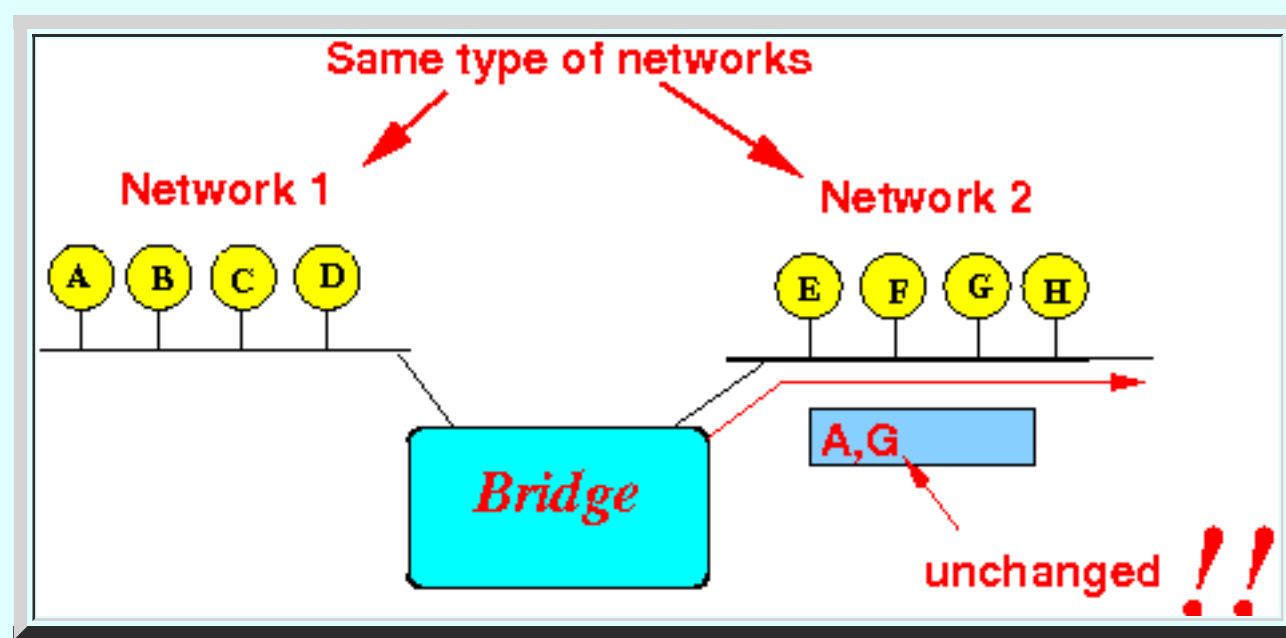 Same type of networks
Network 1
Network 2
A B C D
E F G H
Bridge
A,G
unchanged !!